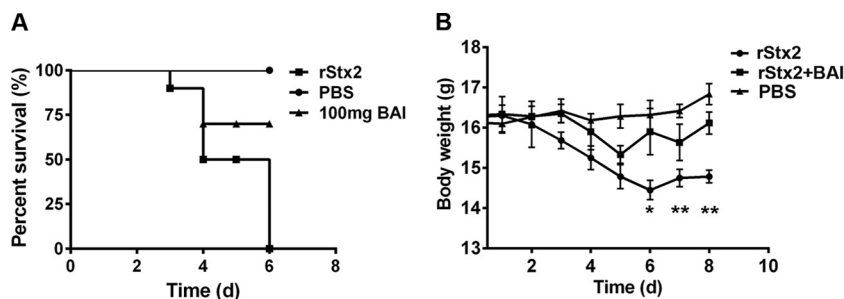 A
Percent survival (%)
100
75
50
25
0
0 2 4 6 8
Time (d)
rStx2
PBS
100mg BAI
B
Body weight (g)
18
17
16
15
14
13
2 4 6 8 10
Time (d)
* ** **
rStx2
rStx2+BAI
PBS